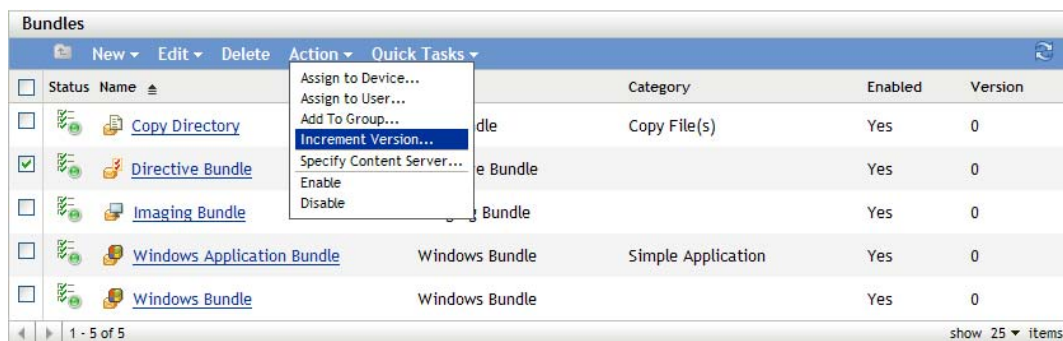 Bundles
New Edit Delete Action Quick Tasks
Status Name Category Enabled Version
Assign to Device...
Assign to User...
Add To Group...
Increment Version...
Specify Content Server...
Enable
Disable
Copy Directory Copy File(s) Yes 0
Directive Bundle Bundle Yes 0
Imaging Bundle Bundle Yes 0
Windows Application Bundle Windows Bundle Simple Application Yes 0
Windows Bundle Windows Bundle Yes 0
1 - 5 of 5 show 25 items